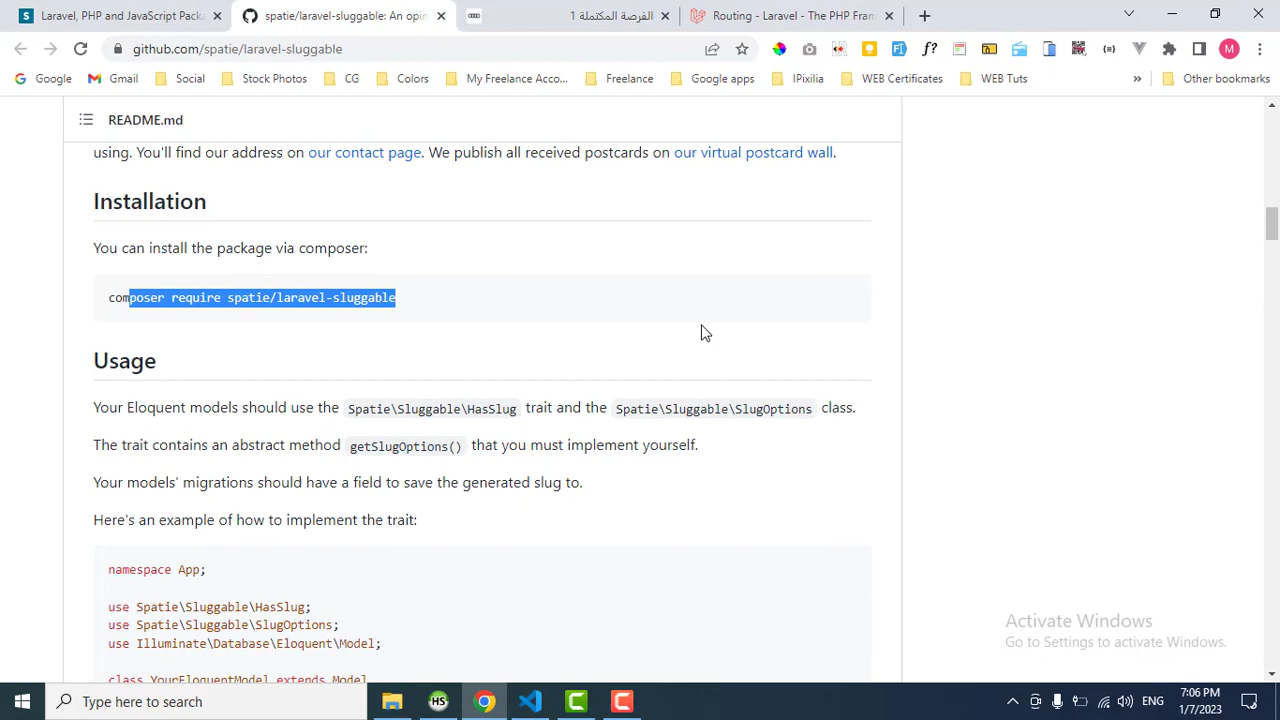 Laravel, PHP and JavaScript Packa
spatie/laravel-sluggable: An opin
الفرصة المكتملة 1
Routing - Laravel - The PHP Fram
github.com/spatie/laravel-sluggable
Google
Gmail
Social
Stock Photos
CG
Colors
My Freelance Acco...
Freelance
Google apps
IPixilia
WEB Certificates
WEB Tuts
»
Other bookmarks
README.md
using. You'll find our address on our contact page. We publish all received postcards on our virtual postcard wall.
Installation
You can install the package via composer:
composer require spatie/laravel-sluggable
Usage
Your Eloquent models should use the Spatie\Sluggable\HasSlug trait and the Spatie\Sluggable\SlugOptions class.
The trait contains an abstract method getSlugOptions() that you must implement yourself.
Your models' migrations should have a field to save the generated slug to.
Here's an example of how to implement the trait:
namespace App;
use Spatie\Sluggable\HasSlug;
use Spatie\Sluggable\SlugOptions;
use Illuminate\Database\Eloquent\Model;
class YourEloquentModel extends Model
Activate Windows
Go to Settings to activate Windows.
Type here to search
HS
ENG
7:06 PM
1/7/2023